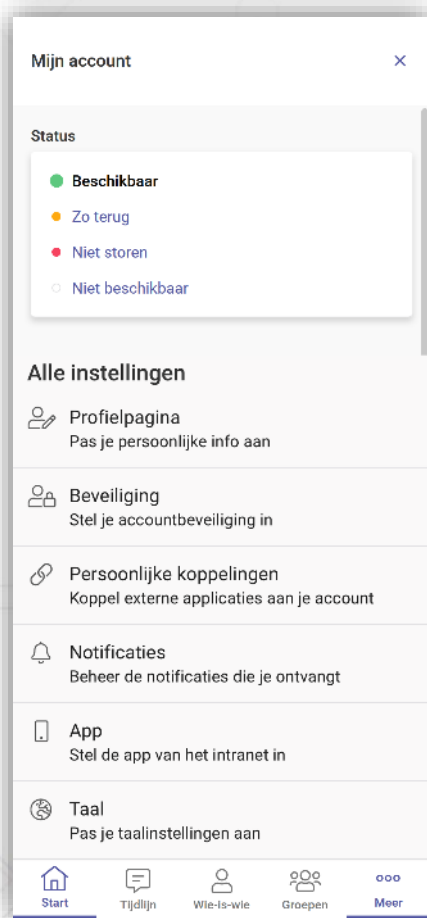 Mijn account
Status
Beschikbaar
Zo terug
Niet storen
Niet beschikbaar
Alle instellingen
Profielpagina
Pas je persoonlijke info aan
Beveiliging
Stel je accountbeveiliging in
Persoonlijke koppelingen
Koppel externe applicaties aan je account
Notificaties
Beheer de notificaties die je ontvangt
App
Stel de app van het intranet in
Taal
Pas je taalinstellingen aan
Start Tijdlijn Wie-is-wie Groepen Meer